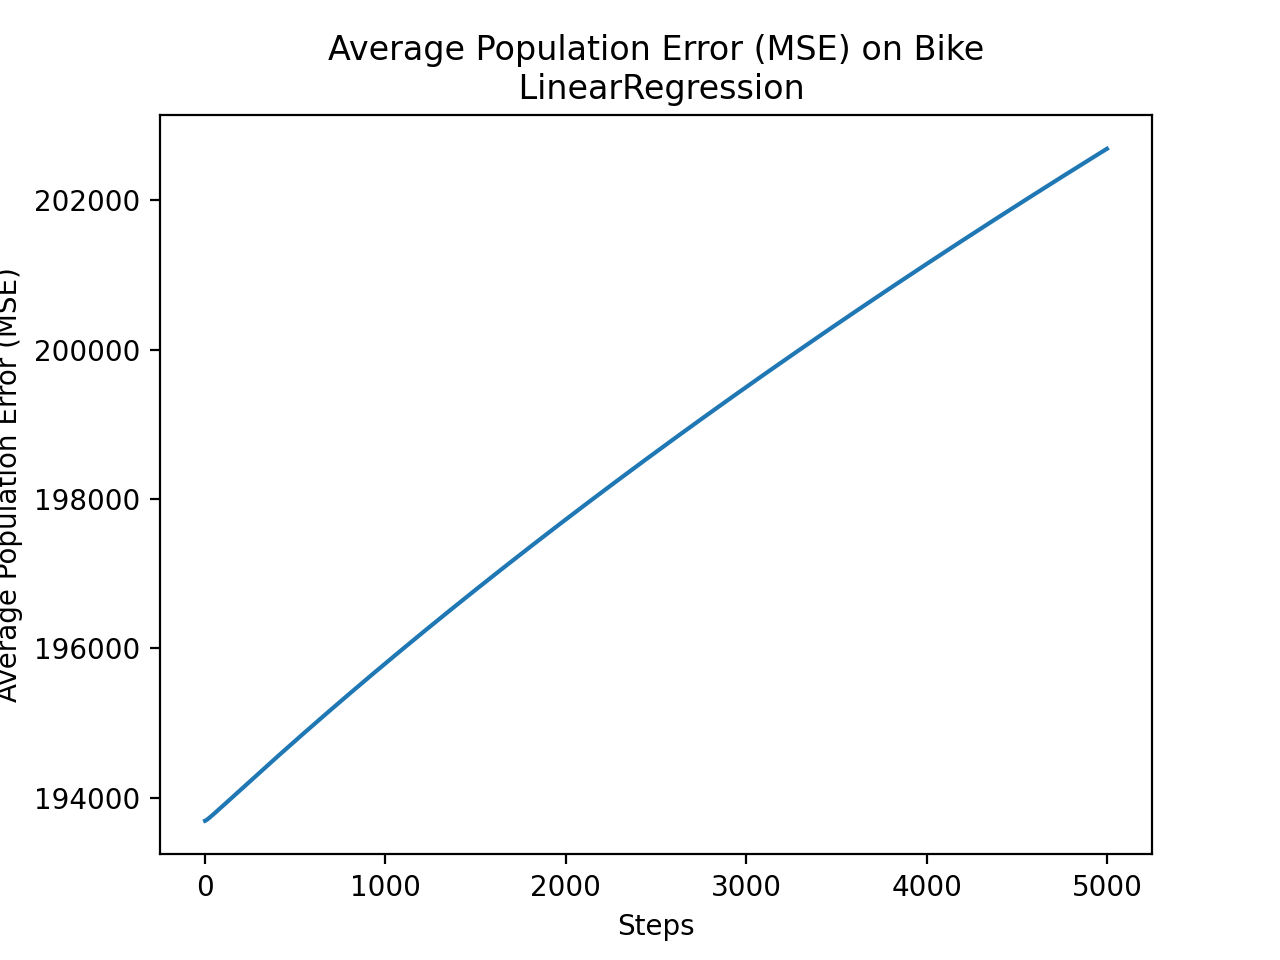 Average Population Error (MSE) on Bike
LinearRegression
Average Population Error (MSE)
202000
200000
198000
196000
194000
0 1000 2000 3000 4000 5000
Steps